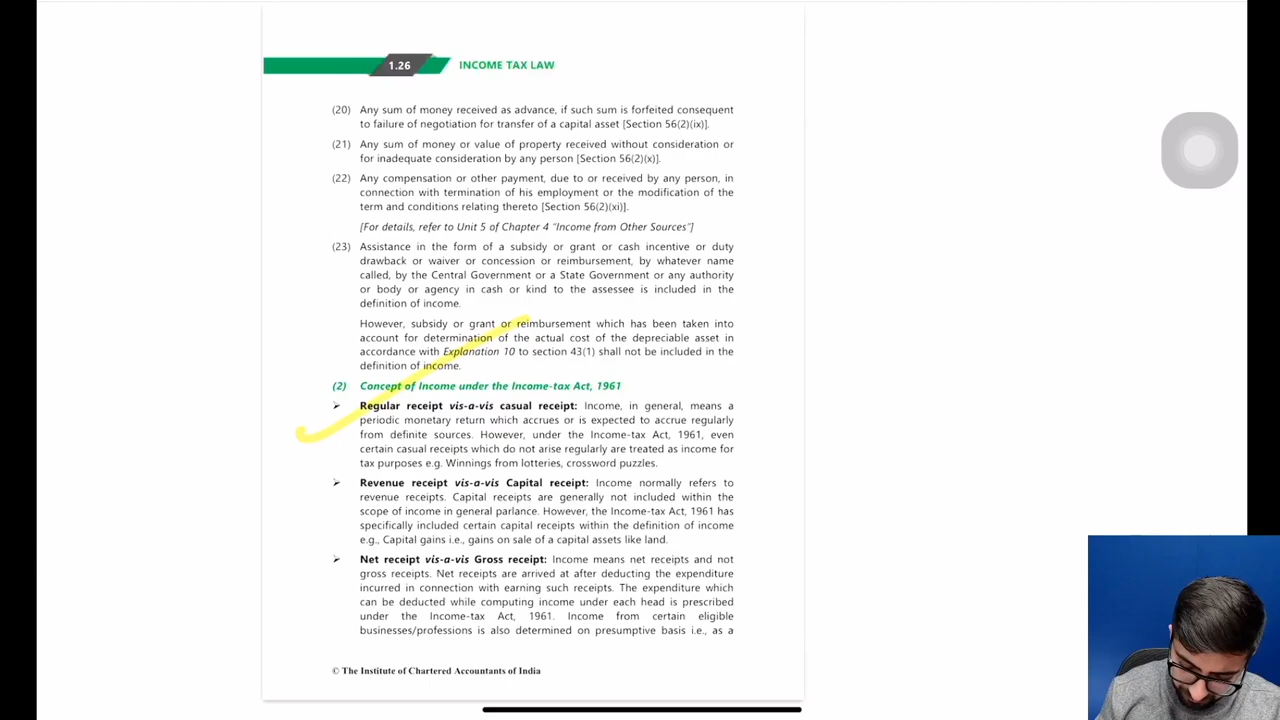 1.26 INCOME TAX LAW
(20) Any sum of money received as advance, if such sum is forfeited consequent
to failure of negotiation for transfer of a capital asset [Section 56(2)(ix)].
(21) Any sum of money or value of property received without consideration or
for inadequate consideration by any person [Section 56(2)(x)].
(22) Any compensation or other payment, due to or received by any person, in
connection with termination of his employment or the modification of the
term and conditions relating thereto [Section 56(2)(xi)].
[For details, refer to Unit 5 of Chapter 4 “Income from Other Sources”]
(23) Assistance in the form of a subsidy or grant or cash incentive or duty
drawback or waiver or concession or reimbursement, by whatever name
called, by the Central Government or a State Government or any authority
or body or agency in cash or kind to the assessee is included in the
definition of income.
However, subsidy or grant or reimbursement which has been taken into
account for determination of the actual cost of the depreciable asset in
accordance with Explanation 10 to section 43(1) shall not be included in the
definition of income.
(2) Concept of Income under the Income-tax Act, 1961
➢ Regular receipt vis-a-vis casual receipt: Income, in general, means a
periodic monetary return which accrues or is expected to accrue regularly
from definite sources. However, under the Income-tax Act, 1961, even
certain casual receipts which do not arise regularly are treated as income for
tax purposes e.g. Winnings from lotteries, crossword puzzles.
➢ Revenue receipt vis-a-vis Capital receipt: Income normally refers to
revenue receipts. Capital receipts are generally not included within the
scope of income in general parlance. However, the Income-tax Act, 1961 has
specifically included certain capital receipts within the definition of income
e.g., Capital gains i.e., gains on sale of a capital assets like land.
➢ Net receipt vis-a-vis Gross receipt: Income means net receipts and not
gross receipts. Net receipts are arrived at after deducting the expenditure
incurred in connection with earning such receipts. The expenditure which
can be deducted while computing income under each head is prescribed
under the Income-tax Act, 1961. Income from certain eligible
businesses/professions is also determined on presumptive basis i.e., as a
© The Institute of Chartered Accountants of India